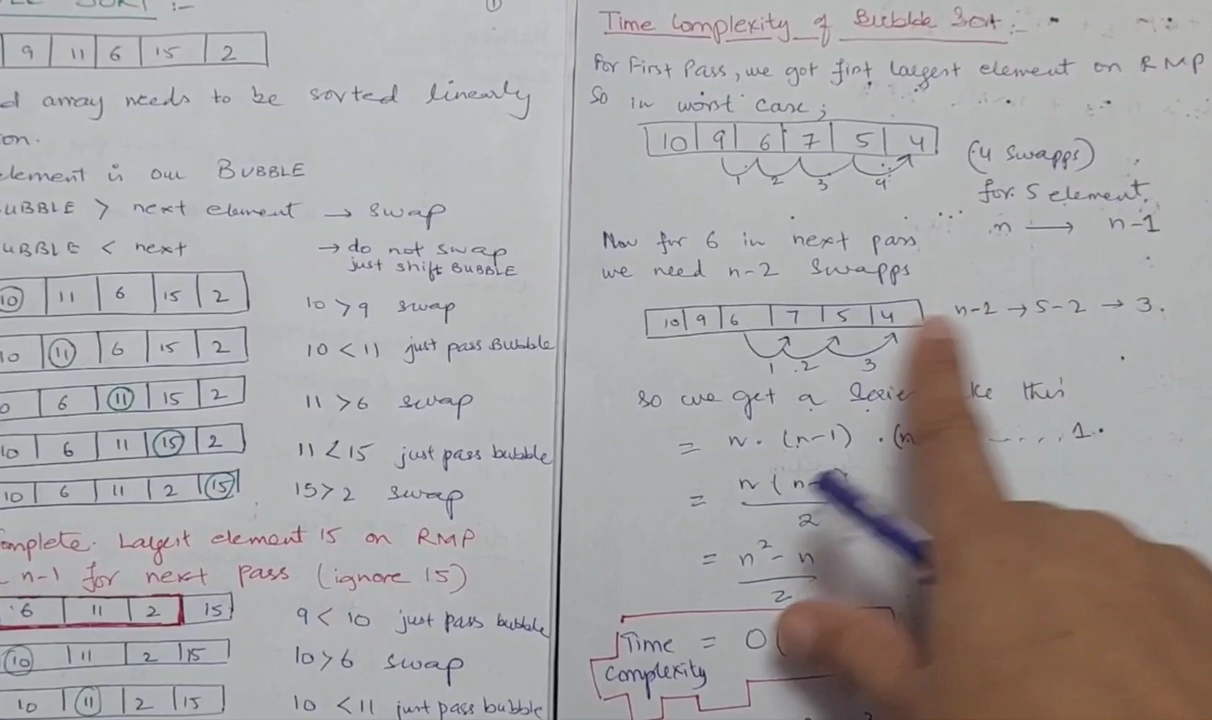 SORT :-
9 11 6 15 2
d array needs to be sorted linearly
on.
element is our BUBBLE
UBBLE > next element → swap
UBBLE < next → do not swap
just shift BUBBLE
10 11 6 15 2 10 > 9 swap
10 11 6 15 2 10 < 11 just pass Bubble
0 6 11 15 2 11 > 6 swap
10 6 11 15 2 11 < 15 just pass bubble
10 6 11 2 15 15 > 2 swap
omplete. Largest element 15 on RMP
n-1 for next pass (ignore 15)
6 11 2 15 9 < 10 just pass bubble
10 11 2 15 10 > 6 swap
10 11 2 15 10 < 11 just pass bubble
1
Time Complexity of Bubble Sort :-
For First Pass, we got first largest element on RMP
So in worst case;
10 9 6 7 5 4
1 2 3 4
(4 Swapps)
for 5 element.
n → n-1
Now for 6 in next pass
we need n-2 Swapps
10 9 6 7 5 4 n-2 → 5-2 → 3.
1 2 3
So we get a Serie ke this
= n . (n-1) . (n ..... 1.
= n (n-
2
= n² - n
2
Time = O(
Complexity